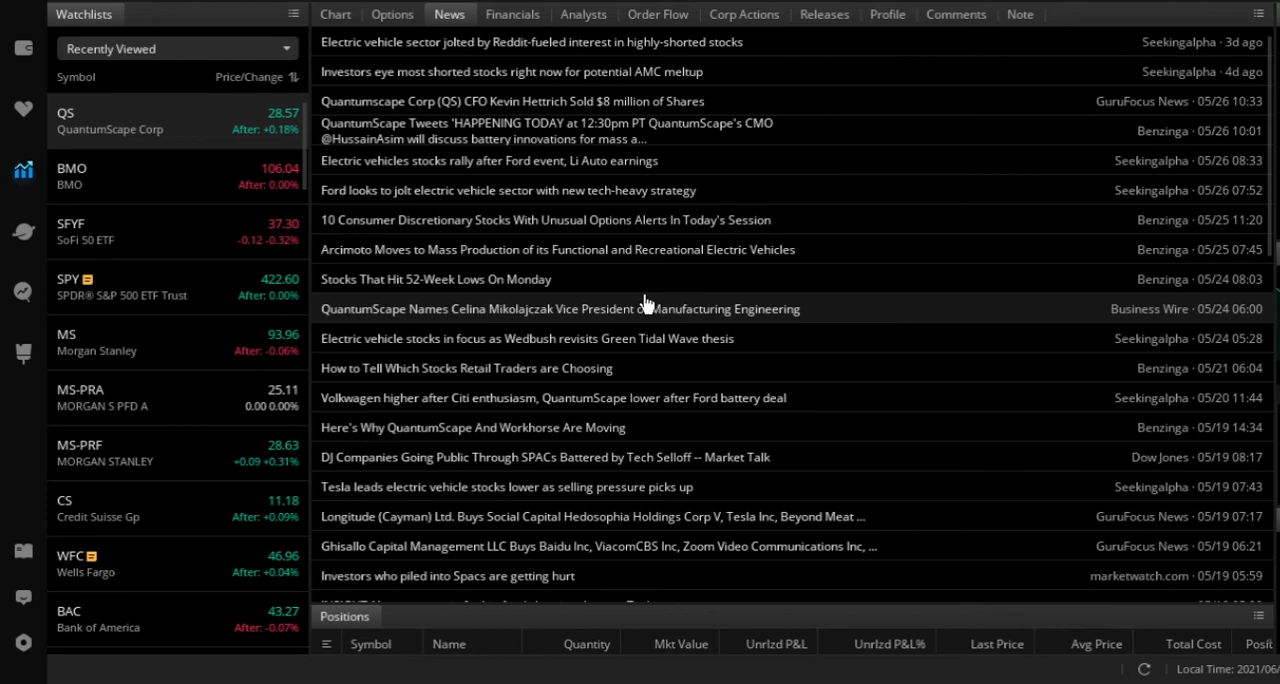 Watchlists
Chart Options News Financials Analysts Order Flow Corp Actions Releases Profile Comments Note
Recently Viewed
Symbol Price/Change
QS 28.57
QuantumScape Corp After: +0.18%
BMO 106.04
BMO After: 0.00%
SFYF 37.30
SoFi 50 ETF -0.12 -0.32%
SPY 422.60
SPDR® S&P 500 ETF Trust After: 0.00%
MS 93.96
Morgan Stanley After: -0.06%
MS-PRA 25.11
MORGAN S PFD A 0.00 0.00%
MS-PRF 28.63
MORGAN STANLEY +0.09 +0.31%
CS 11.18
Credit Suisse Gp After: +0.09%
WFC 46.96
Wells Fargo After: +0.04%
BAC 43.27
Bank of America After: -0.07%
Electric vehicle sector jolted by Reddit-fueled interest in highly-shorted stocks Seekingalpha · 3d ago
Investors eye most shorted stocks right now for potential AMC meltup Seekingalpha · 4d ago
Quantumscape Corp (QS) CFO Kevin Hettrich Sold $8 million of Shares GuruFocus News · 05/26 10:33
QuantumScape Tweets 'HAPPENING TODAY at 12:30pm PT QuantumScape's CMO
@HussainAsim will discuss battery innovations for mass a... Benzinga · 05/26 10:01
Electric vehicles stocks rally after Ford event, Li Auto earnings Seekingalpha · 05/26 08:33
Ford looks to jolt electric vehicle sector with new tech-heavy strategy Seekingalpha · 05/26 07:52
10 Consumer Discretionary Stocks With Unusual Options Alerts In Today's Session Benzinga · 05/25 11:20
Arcimoto Moves to Mass Production of its Functional and Recreational Electric Vehicles Benzinga · 05/25 07:45
Stocks That Hit 52-Week Lows On Monday Benzinga · 05/24 08:03
QuantumScape Names Celina Mikolajczak Vice President of Manufacturing Engineering Business Wire · 05/24 06:00
Electric vehicle stocks in focus as Wedbush revisits Green Tidal Wave thesis Seekingalpha · 05/24 05:28
How to Tell Which Stocks Retail Traders are Choosing Benzinga · 05/21 06:04
Volkwagen higher after Citi enthusiasm, QuantumScape lower after Ford battery deal Seekingalpha · 05/20 11:44
Here's Why QuantumScape And Workhorse Are Moving Benzinga · 05/19 14:34
DJ Companies Going Public Through SPACs Battered by Tech Selloff -- Market Talk Dow Jones · 05/19 08:17
Tesla leads electric vehicle stocks lower as selling pressure picks up Seekingalpha · 05/19 07:43
Longitude (Cayman) Ltd. Buys Social Capital Hedosophia Holdings Corp V, Tesla Inc, Beyond Meat ... GuruFocus News · 05/19 07:17
Ghisallo Capital Management LLC Buys Baidu Inc, ViacomCBS Inc, Zoom Video Communications Inc, ... GuruFocus News · 05/19 06:21
Investors who piled into Spacs are getting hurt marketwatch.com · 05/19 05:59
Positions
Symbol Name Quantity Mkt Value Unrlzd P&L Unrlzd P&L% Last Price Avg Price Total Cost Posit
Local Time: 2021/06/